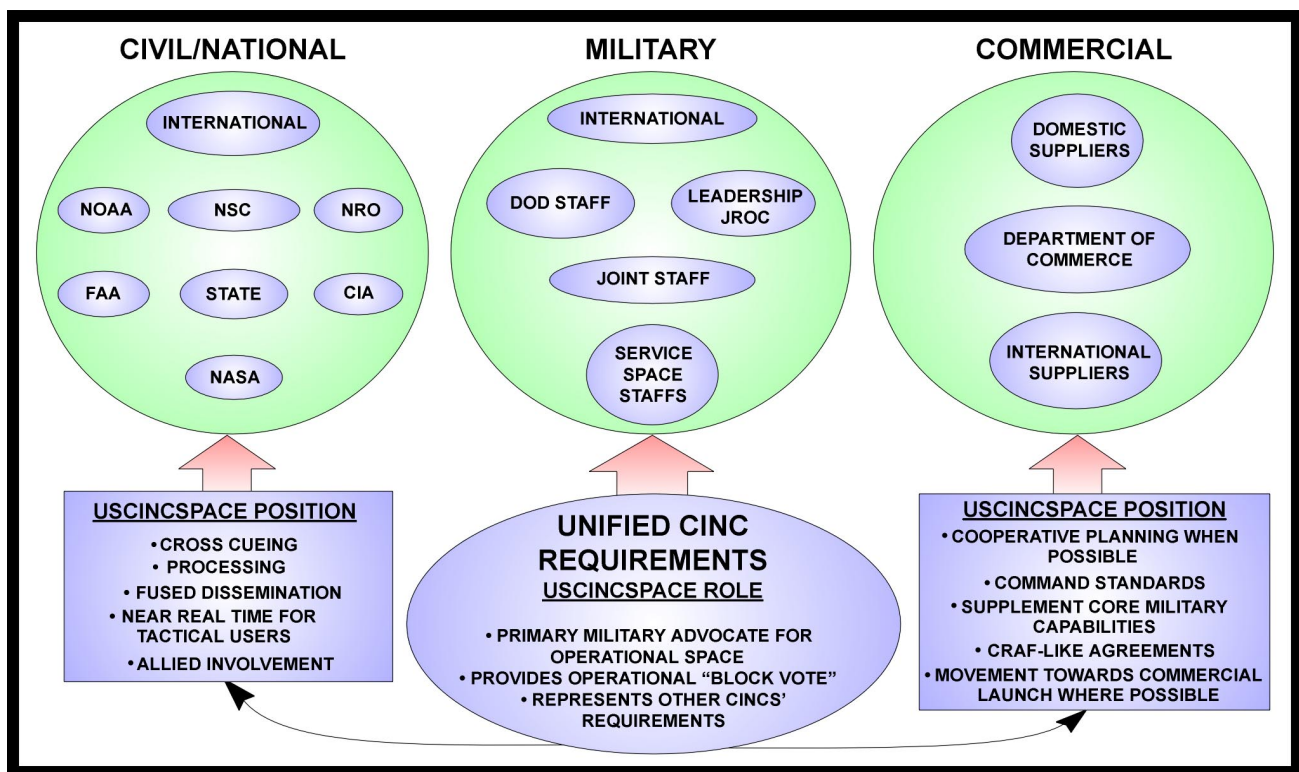 CIVIL/NATIONAL
INTERNATIONAL
NOAA
NSC
NRO
FAA
STATE
CIA
NASA
USCINCSPACE POSITION
• CROSS CUEING
• PROCESSING
• FUSED DISSEMINATION
• NEAR REAL TIME FOR
TACTICAL USERS
• ALLIED INVOLVEMENT
MILITARY
INTERNATIONAL
DOD STAFF
LEADERSHIP
JROC
JOINT STAFF
SERVICE
SPACE
STAFFS
UNIFIED CINC
REQUIREMENTS
USCINCSPACE ROLE
• PRIMARY MILITARY ADVOCATE FOR
OPERATIONAL SPACE
• PROVIDES OPERATIONAL “BLOCK VOTE”
• REPRESENTS OTHER CINCS’
REQUIREMENTS
COMMERCIAL
DOMESTIC
SUPPLIERS
DEPARTMENT OF
COMMERCE
INTERNATIONAL
SUPPLIERS
USCINCSPACE POSITION
• COOPERATIVE PLANNING WHEN
POSSIBLE
• COMMAND STANDARDS
• SUPPLEMENT CORE MILITARY
CAPABILITIES
• CRAF-LIKE AGREEMENTS
• MOVEMENT TOWARDS COMMERCIAL
LAUNCH WHERE POSSIBLE